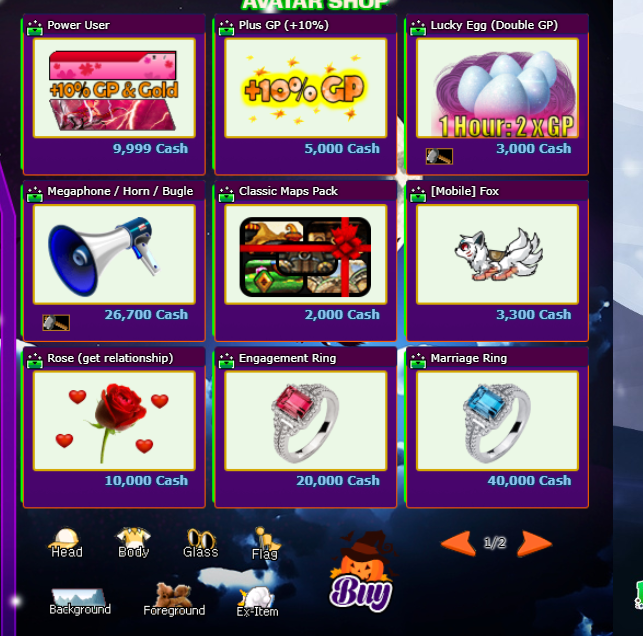 AVATAR SHOP
Power User
Plus GP (+10%)
Lucky Egg (Double GP)
+10% GP & Gold
+10% GP
1 Hour: 2 x GP
9,999 Cash
5,000 Cash
3,000 Cash
Megaphone / Horn / Bugle
Classic Maps Pack
[Mobile] Fox
26,700 Cash
2,000 Cash
3,300 Cash
Rose (get relationship)
Engagement Ring
Marriage Ring
10,000 Cash
20,000 Cash
40,000 Cash
Head
Body
Glass
Flag
1/2
Background
Foreground
Ex-Item
Buy